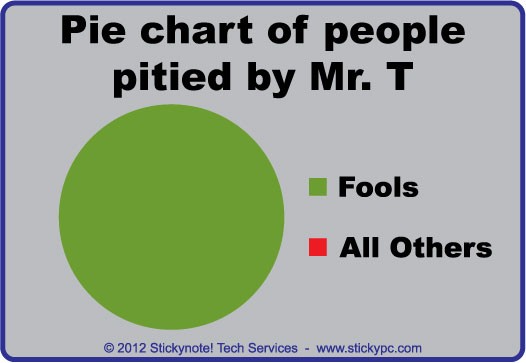 Pie chart of people
pitied by Mr. T
Fools
All Others
© 2012 Stickynote! Tech Services - www.stickypc.com